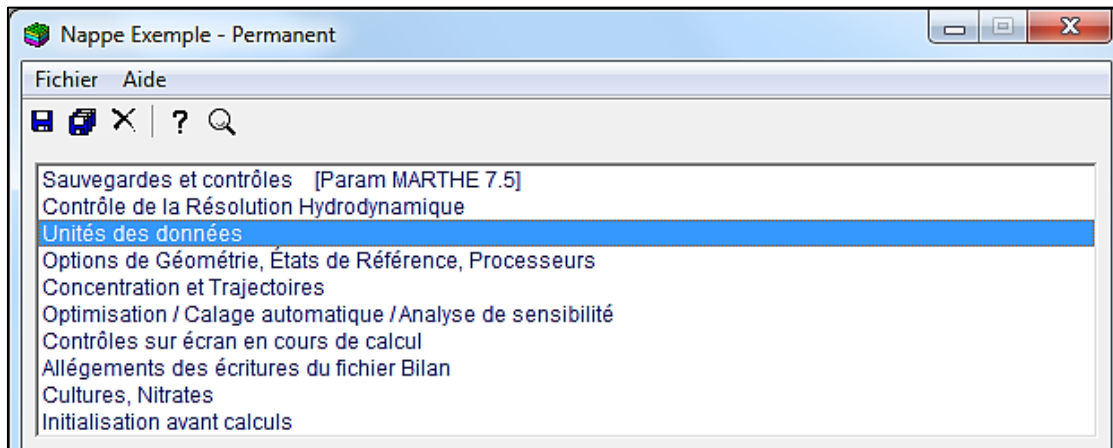 Nappe Exemple - Permanent
Fichier Aide
Sauvegardes et contrôles [Param MARTHE 7.5]
Contrôle de la Résolution Hydrodynamique
Unités des données
Options de Géométrie, États de Référence, Processeurs
Concentration et Trajectoires
Optimisation / Calage automatique / Analyse de sensibilité
Contrôles sur écran en cours de calcul
Allégements des écritures du fichier Bilan
Cultures, Nitrates
Initialisation avant calculs